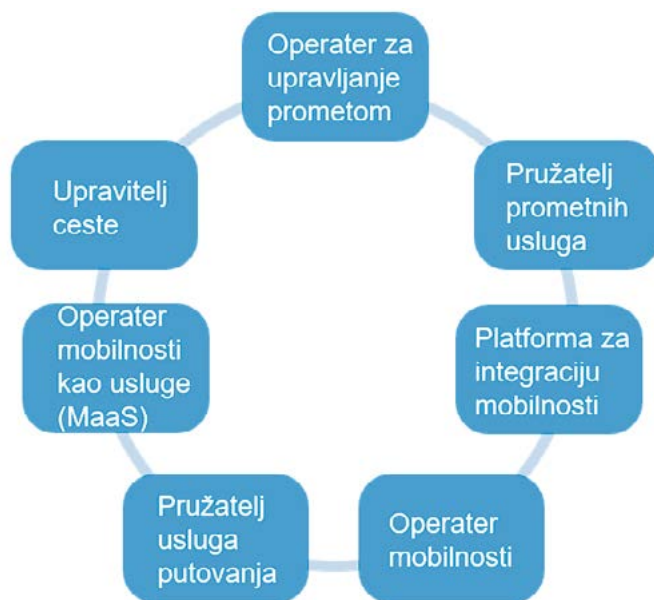 Operater za
upravljanje
prometom
Pružatelj
prometnih
usluga
Platforma za
integraciju
mobilnosti
Operater
mobilnosti
Pružatelj
usluga
putovanja
Operater
mobilnosti
kao usluge
(MaaS)
Upravitelj
ceste